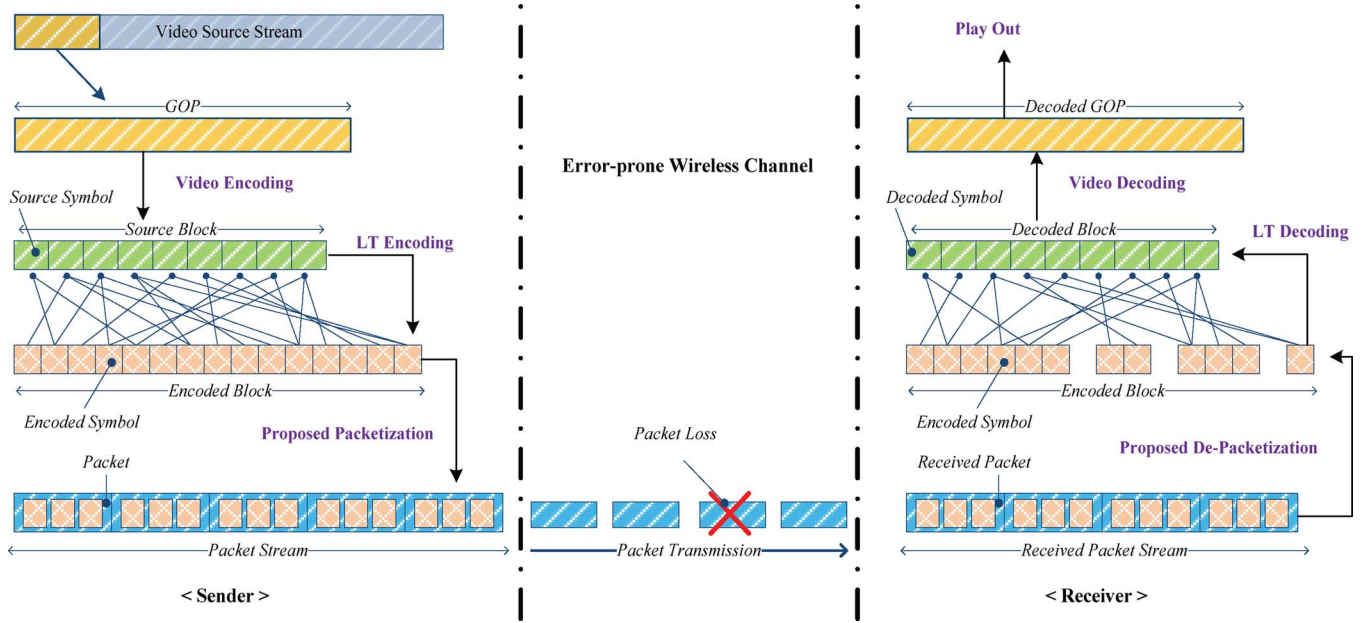 Video Source Stream
GOP
Video Encoding
Source Symbol
Source Block
LT Encoding
Encoded Block
Encoded Symbol
Proposed Packetization
Packet
Packet Stream
< Sender >
Error-prone Wireless Channel
Packet Loss
Packet Transmission
Play Out
Decoded GOP
Video Decoding
Decoded Symbol
Decoded Block
LT Decoding
Encoded Block
Encoded Symbol
Proposed De-Packetization
Received Packet
Received Packet Stream
< Receiver >